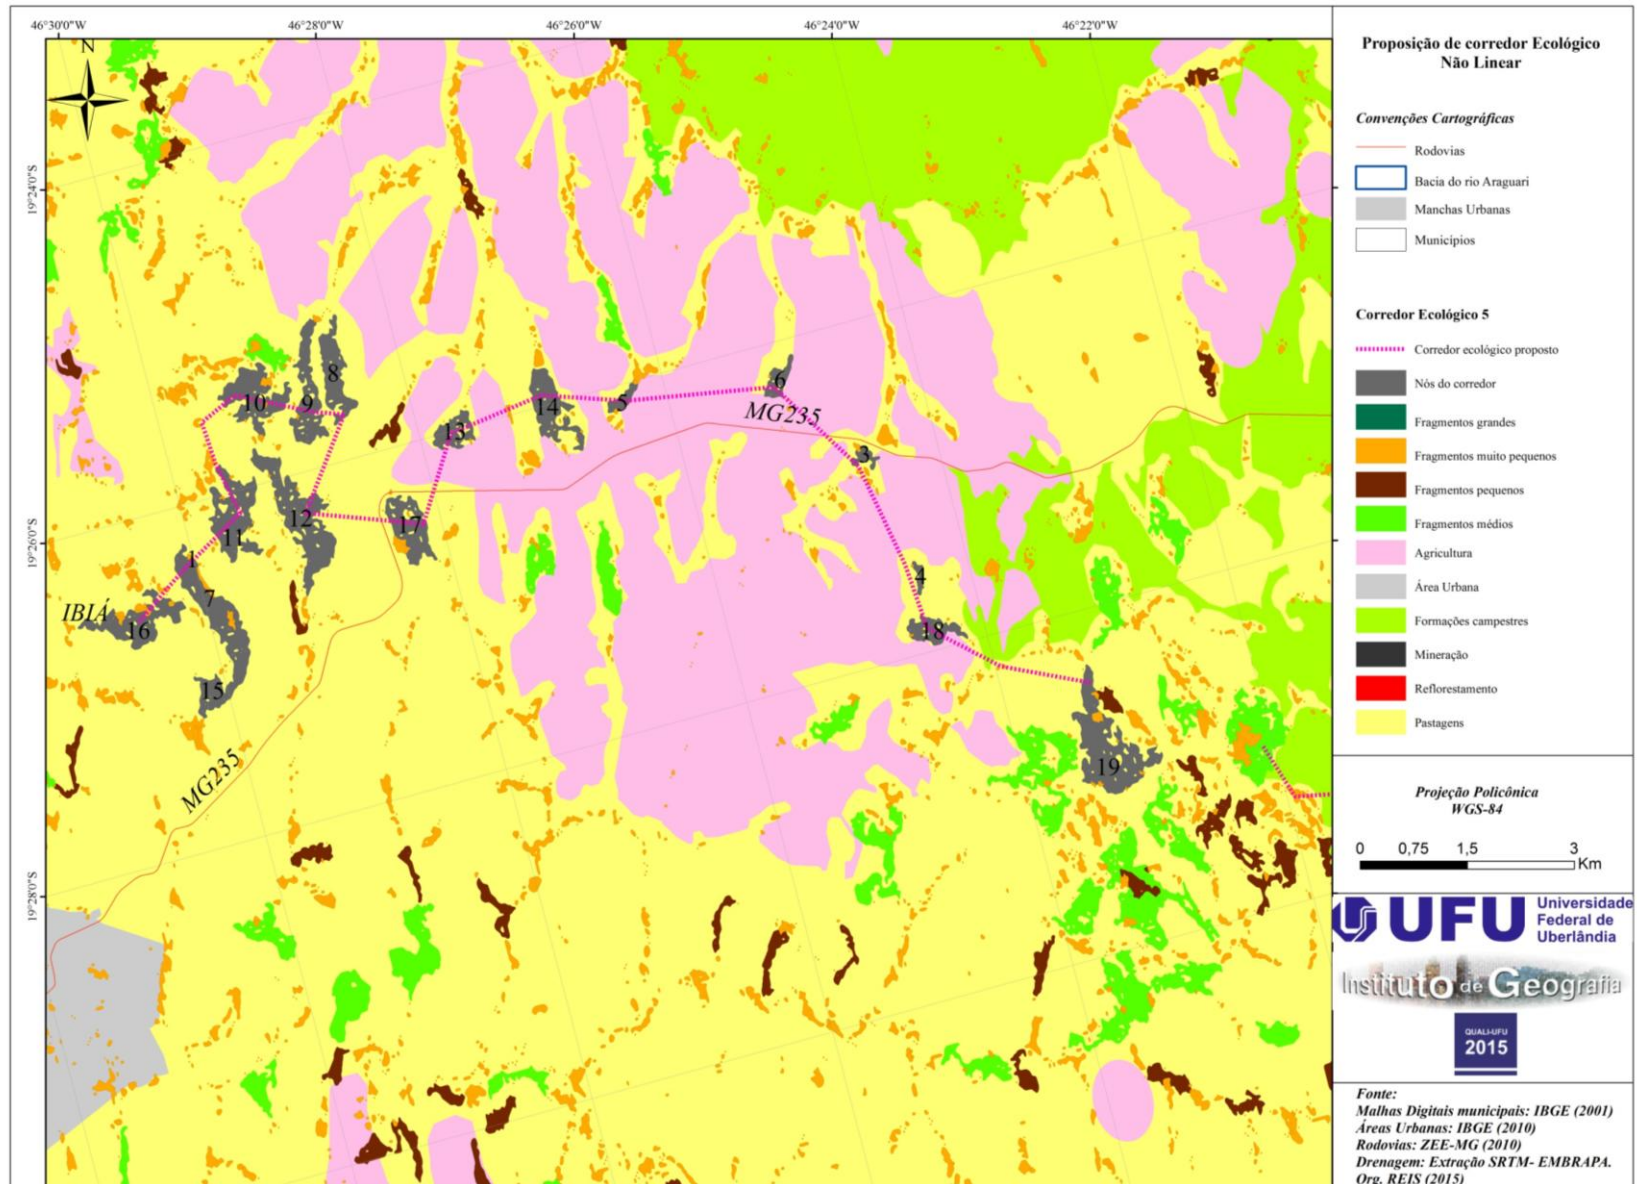 46°30'0"W
46°28'0"W
46°26'0"W
46°24'0"W
46°22'0"W
N
19°24'0"S
19°26'0"S
19°28'0"S
8
10
9
6
5
14
13
MG235
3
12
17
11
1
4
7
IBIÁ
16
18
15
19
MG235
Proposição de corredor Ecológico
Não Linear
Convenções Cartográficas
Rodovias
Bacia do rio Araguari
Manchas Urbanas
Municípios
Corredor Ecológico 5
Corredor ecológico proposto
Nós do corredor
Fragmentos grandes
Fragmentos muito pequenos
Fragmentos pequenos
Fragmentos médios
Agricultura
Área Urbana
Formações campestres
Mineração
Reflorestamento
Pastagens
Projeção Policônica
WGS-84
0 0,75 1,5 3
Km
UFU
Universidade
Federal de
Uberlândia
Instituto de Geografia
QUALI-UFU
2015
Fonte:
Malhas Digitais municipais: IBGE (2001)
Áreas Urbanas: IBGE (2010)
Rodovias: ZEE-MG (2010)
Drenagem: Extração SRTM- EMBRAPA.
Org. REIS (2015)